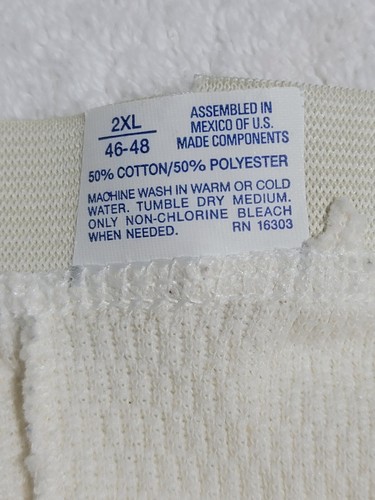 2XL
46-48
ASSEMBLED IN
MEXICO OF U.S.
MADE COMPONENTS
50% COTTON/50% POLYESTER
MACHINE WASH IN WARM OR COLD
WATER. TUMBLE DRY MEDIUM.
ONLY NON-CHLORINE BLEACH
WHEN NEEDED. RN 16303